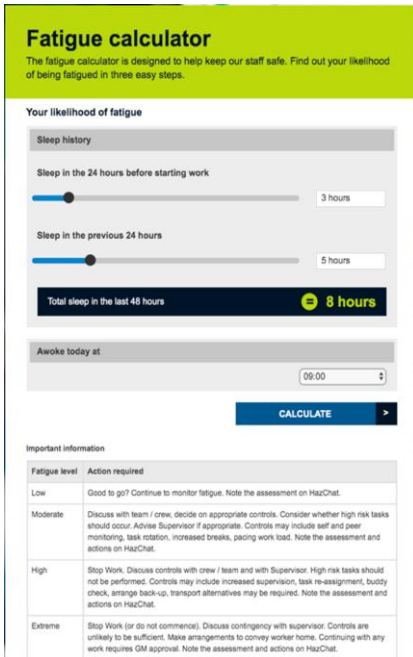 Fatigue calculator
The fatigue calculator is designed to help keep our staff safe. Find out your likelihood
of being fatigued in three easy steps.
Your likelihood of fatigue
Sleep history
Sleep in the 24 hours before starting work
3 hours
Sleep in the previous 24 hours
5 hours
Total sleep in the last 48 hours = 8 hours
Awoke today at
09:00
CALCULATE >
Important information
Fatigue level Action required
Low Good to go? Continue to monitor fatigue. Note the assessment on HazChat.
Moderate Discuss with team / crew, decide on appropriate controls. Consider whether high risk tasks
should occur. Advise Supervisor if appropriate. Controls may include self and peer
monitoring, task rotation, increased breaks, pacing work load. Note the assessment and
actions on HazChat.
High Stop Work. Discuss controls with crew / team and with Supervisor. High risk tasks should
not be performed. Controls may include increased supervision, task re-assignment, buddy
check, arrange back-up, transport alternatives may be required. Note the assessment and
actions on HazChat.
Extreme Stop Work (or do not commence). Discuss contingency with supervisor. Controls are
unlikely to be sufficient. Make arrangements to convey worker home. Continuing with any
work requires GM approval. Note the assessment and actions on HazChat.